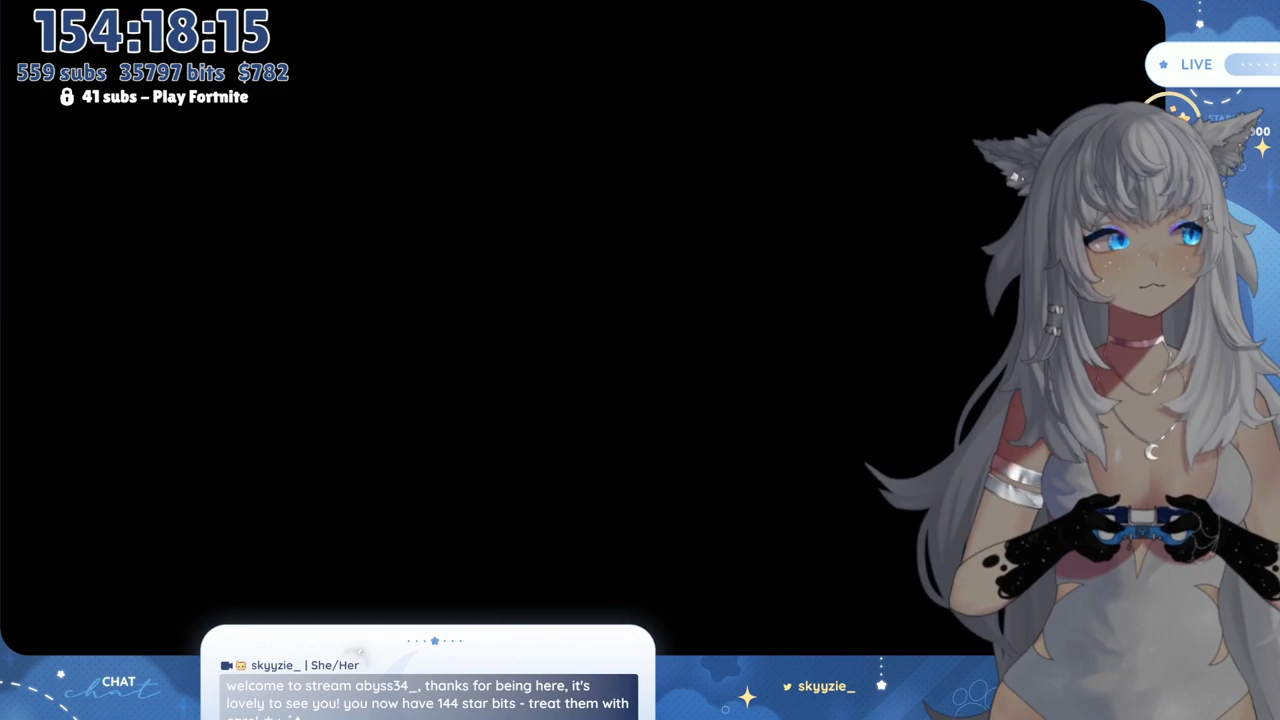 154:18:15
559 subs 35797 bits $782
41 subs – Play Fortnite
LIVE
CHAT
chat
skyyzie_ | She/Her
welcome to stream abyss34_, thanks for being here, it's
lovely to see you! you now have 144 star bits - treat them with
skyyzie_